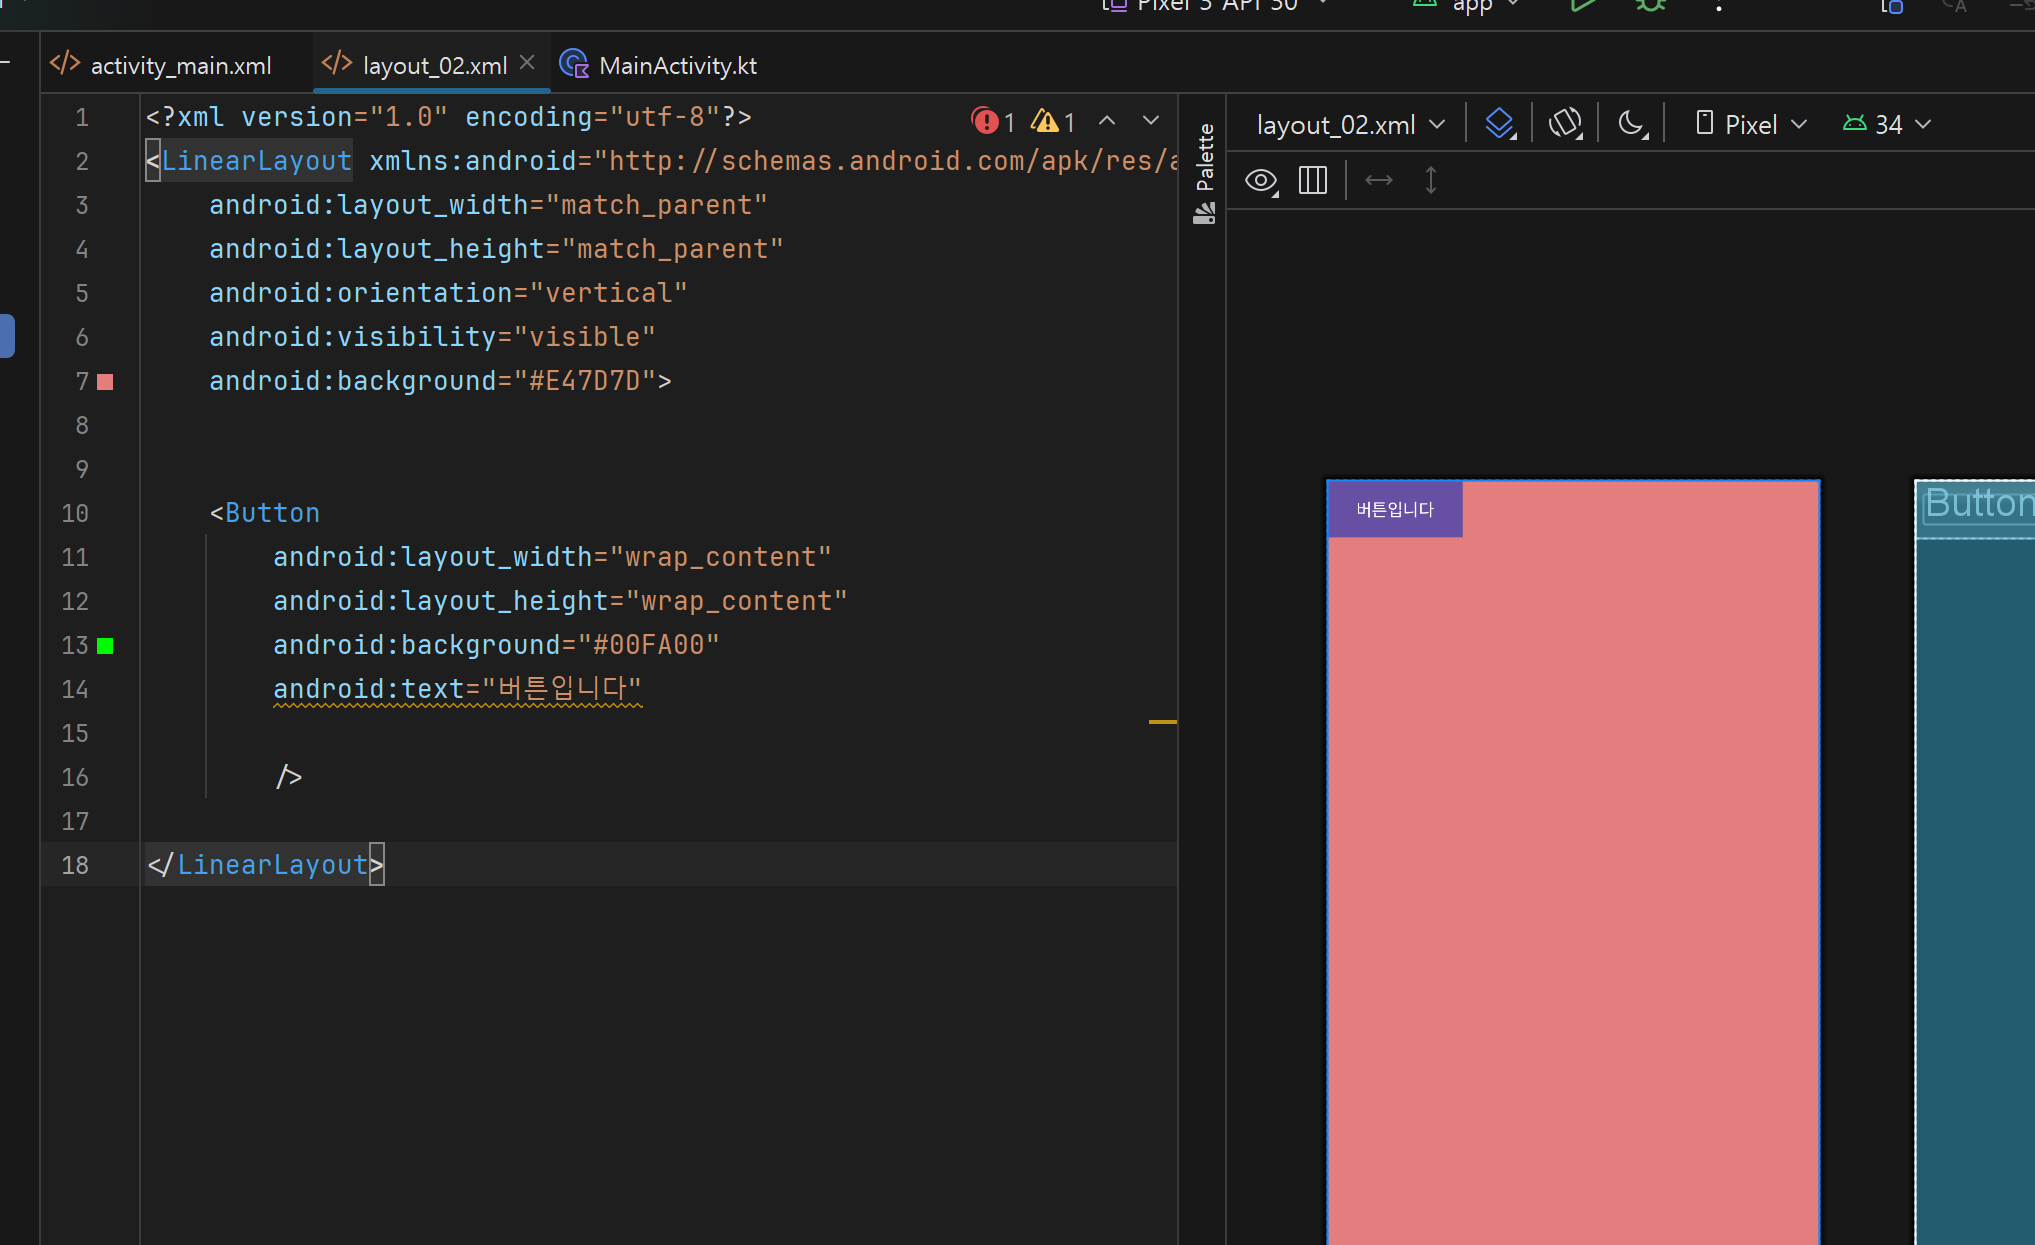 Pixel 3 API 30
app
activity_main.xml
layout_02.xml
MainActivity.kt
1 <?xml version="1.0" encoding="utf-8"?>
2 <LinearLayout xmlns:android="http://schemas.android.com/apk/res/a
3 android:layout_width="match_parent"
4 android:layout_height="match_parent"
5 android:orientation="vertical"
6 android:visibility="visible"
7 android:background="#E47D7D">
8
9
10 <Button
11 android:layout_width="wrap_content"
12 android:layout_height="wrap_content"
13 android:background="#00FA00"
14 android:text="버튼입니다"
15
16 />
17
18 </LinearLayout>
1 1
Palette
layout_02.xml
Pixel
34
버튼입니다
Button